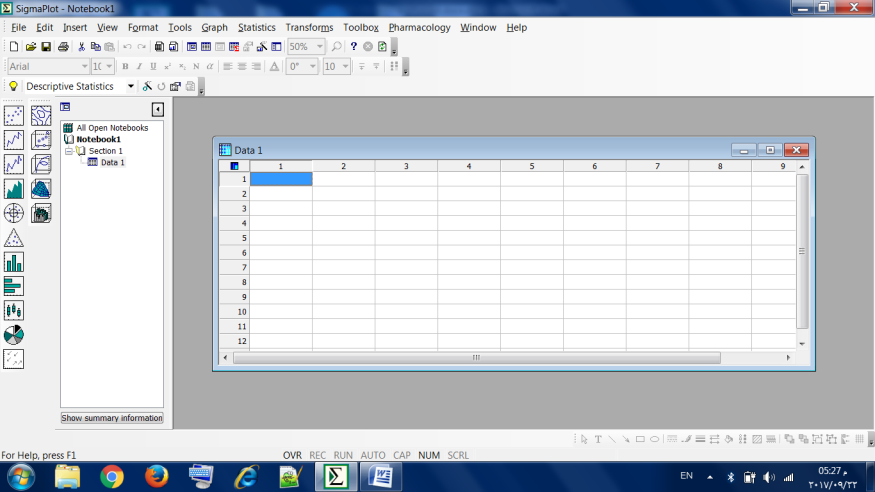 SigmaPlot - Notebook1
File Edit Insert View Format Tools Graph Statistics Transforms Toolbox Pharmacology Window Help
50%
Arial 10 B I U N α A 0° 10
Descriptive Statistics
All Open Notebooks
Notebook1
Section 1
Data 1
Data 1
1 2 3 4 5 6 7 8 9
1
2
3
4
5
6
7
8
9
10
11
12
Show summary information
For Help, press F1 OVR REC RUN AUTO CAP NUM SCRL
EN
05:27 م
٢٠١٧/٠٩/٢٢